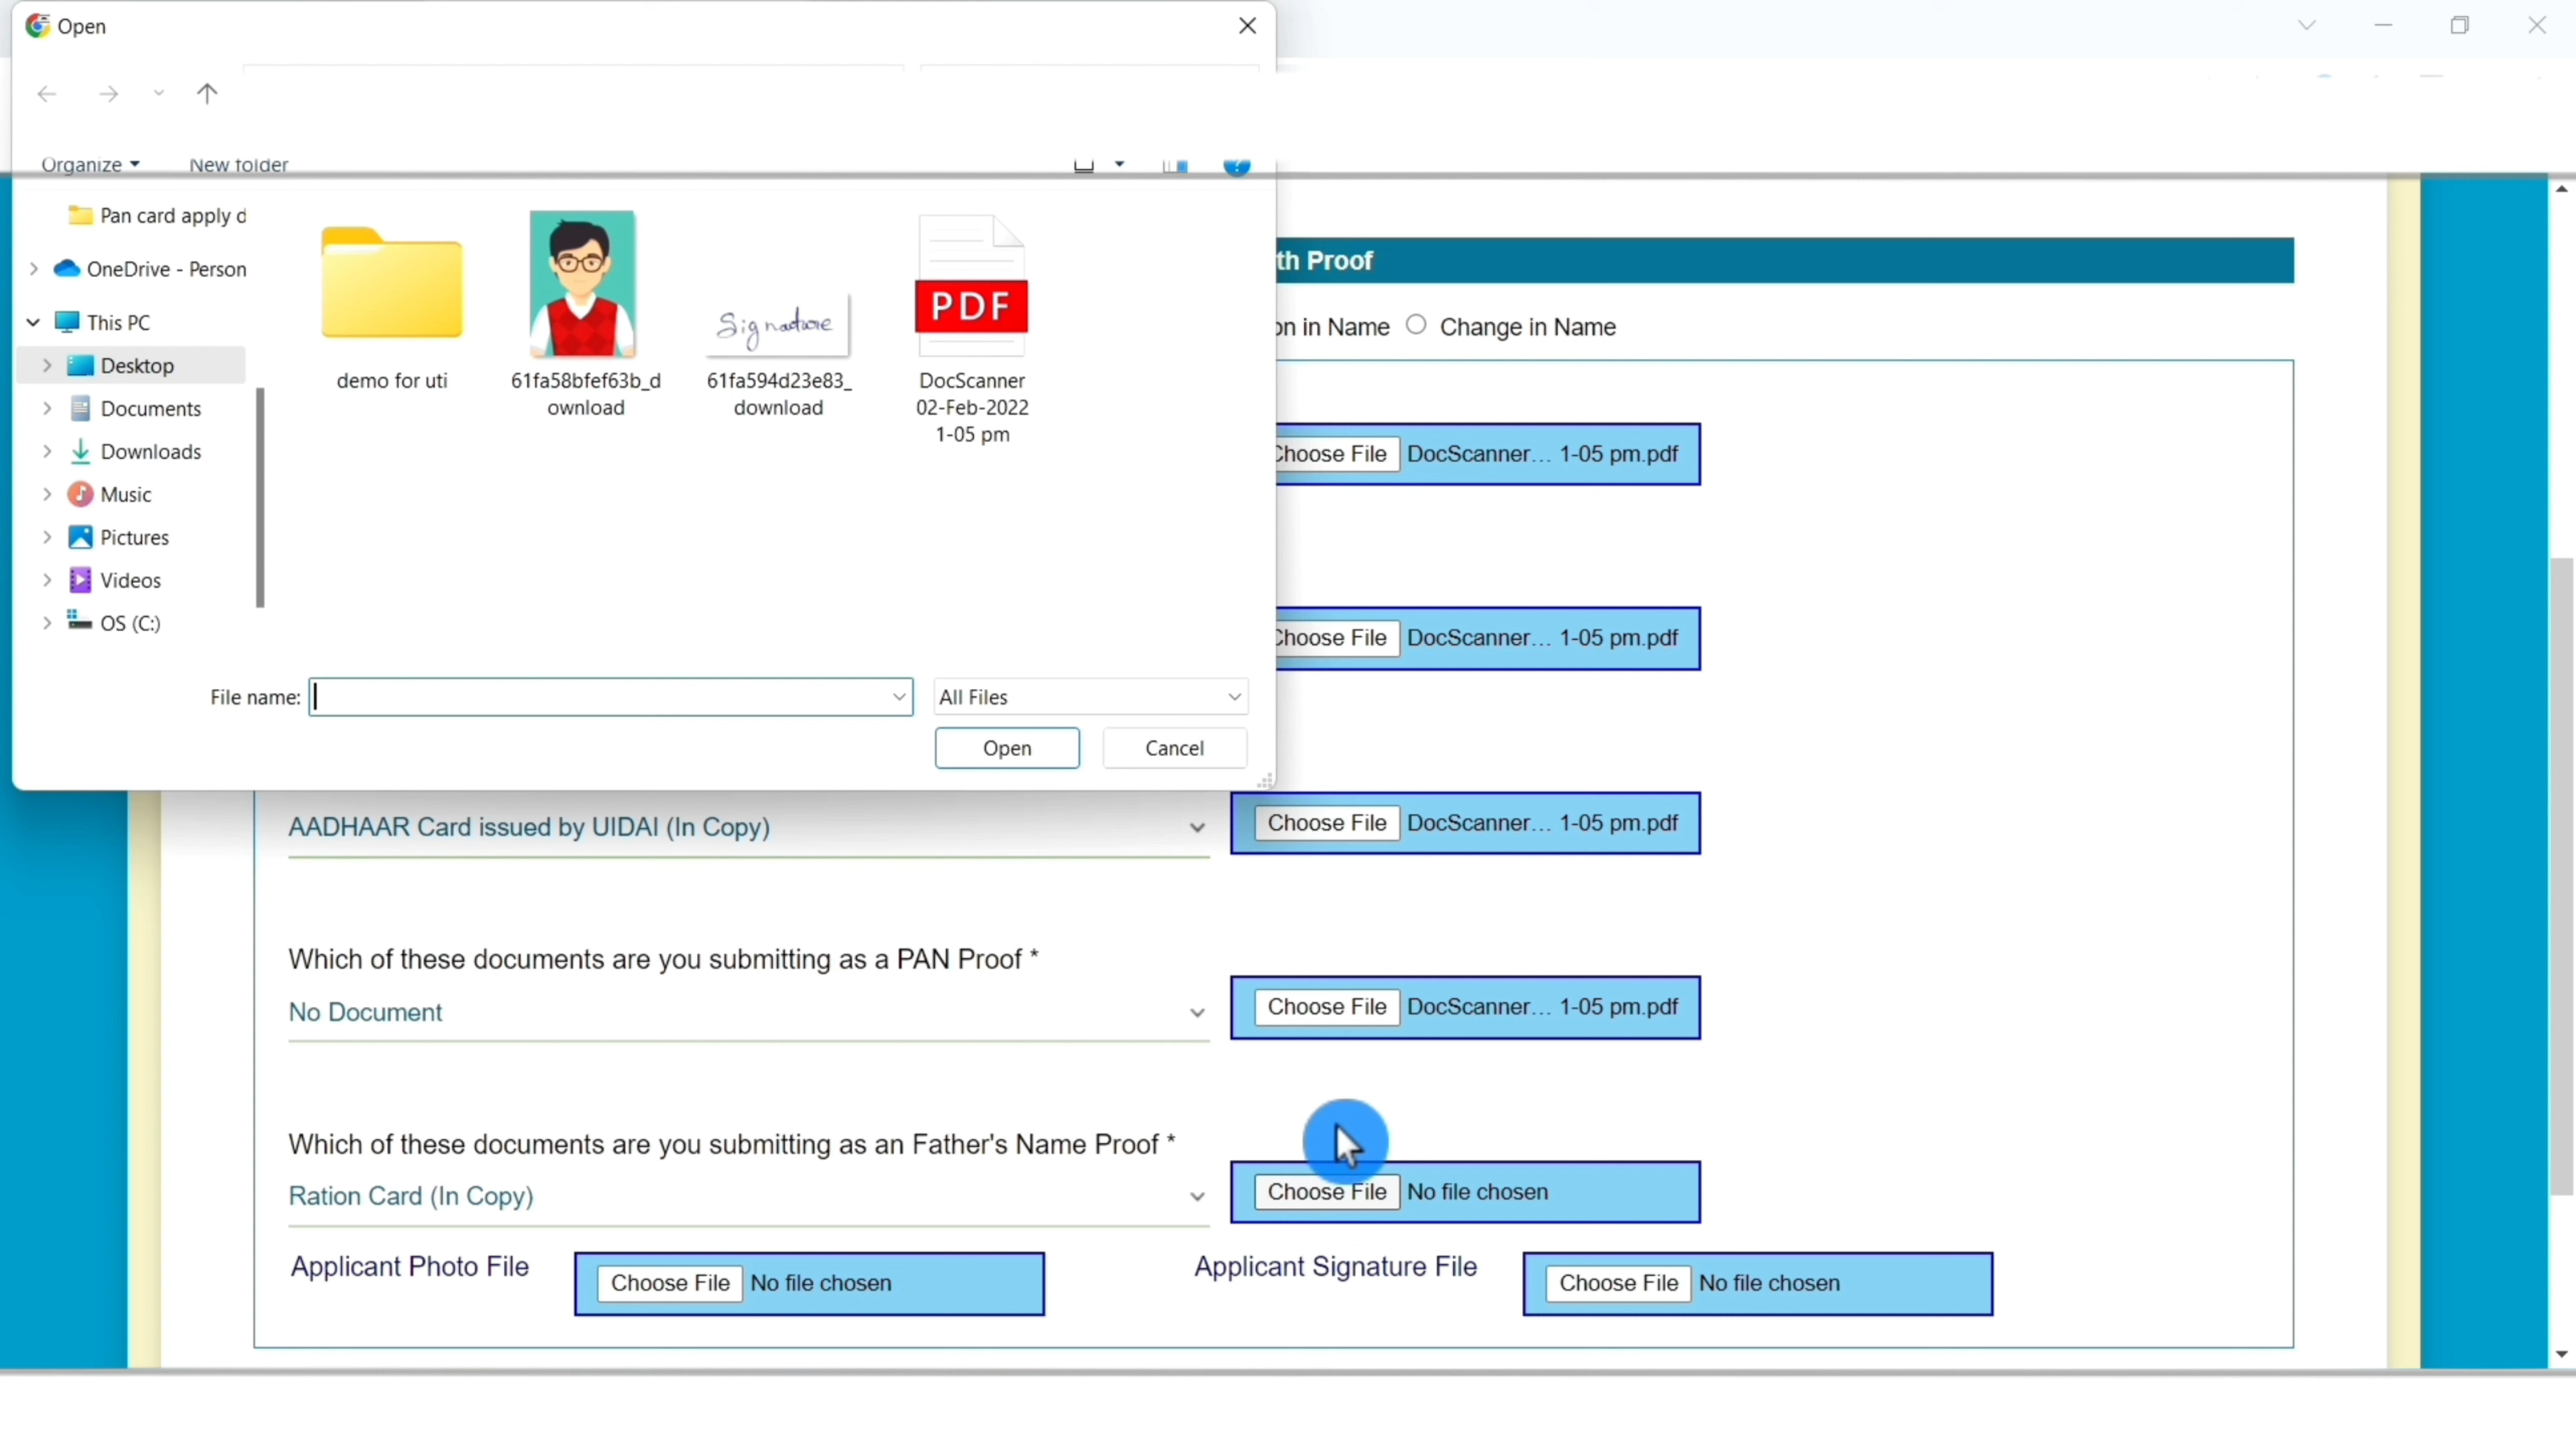 Open
Organize
New folder
Pan card apply d
OneDrive - Person
This PC
Desktop
Documents
Downloads
Music
Pictures
Videos
OS (C:)
demo for uti
61fa58bfef63b_d
ownload
Signature
61fa594d23e83_
download
PDF
DocScanner
02-Feb-2022
1-05 pm
File name:
All Files
Open
Cancel
th Proof
on in Name
Change in Name
Choose File DocScanner... 1-05 pm.pdf
Choose File DocScanner... 1-05 pm.pdf
AADHAAR Card issued by UIDAI (In Copy)
Choose File DocScanner... 1-05 pm.pdf
Which of these documents are you submitting as a PAN Proof *
No Document
Choose File DocScanner... 1-05 pm.pdf
Which of these documents are you submitting as an Father's Name Proof *
Ration Card (In Copy)
Choose File No file chosen
Applicant Photo File
Choose File No file chosen
Applicant Signature File
Choose File No file chosen